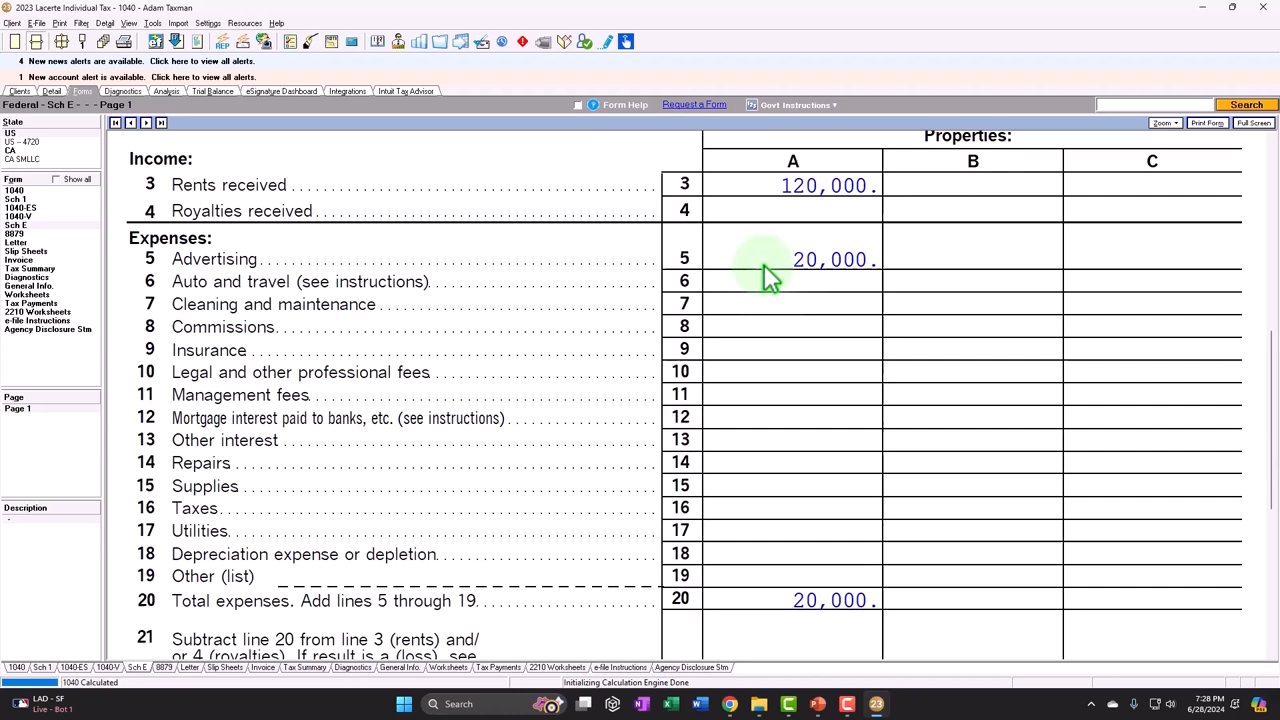 2023 Lacerte Individual Tax - 1040 - Adam Taxman
Client E-File Print Filter Detail View Tools Import Settings Resources Help
REP
4 New news alerts are available. Click here to view all alerts.
1 New account alert is available. Click here to view all alerts.
Clients Detail Forms Diagnostics Analysis Trial Balance eSignature Dashboard Integrations Intuit Tax Advisor
Federal - Sch E - - - Page 1
Form Help Request a Form Govt Instructions Search
Zoom Print Form Full Screen
State
US
US - 4720
CA
CA SMLLC
Form Show all
1040
Sch 1
1040-ES
1040-V
Sch E
8879
Letter
Slip Sheets
Invoice
Tax Summary
Diagnostics
General Info.
Worksheets
Tax Payments
2210 Worksheets
e-file Instructions
Agency Disclosure Stm
Page
Page 1
Description
-
Properties:
Income: A B C
3 Rents received 3 120,000.
4 Royalties received 4
Expenses:
5 Advertising 5 20,000.
6 Auto and travel (see instructions) 6
7 Cleaning and maintenance 7
8 Commissions 8
9 Insurance 9
10 Legal and other professional fees 10
11 Management fees 11
12 Mortgage interest paid to banks, etc. (see instructions) 12
13 Other interest 13
14 Repairs 14
15 Supplies 15
16 Taxes 16
17 Utilities 17
18 Depreciation expense or depletion 18
19 Other (list) 19
20 Total expenses. Add lines 5 through 19 20 20,000.
21 Subtract line 20 from line 3 (rents) and/
or 4 (royalties). If result is a (loss), see
1040 Sch 1 1040-ES 1040-V Sch E 8879 Letter Slip Sheets Invoice Tax Summary Diagnostics General Info. Worksheets Tax Payments 2210 Worksheets e-file Instructions Agency Disclosure Stm
1040 Calculated Initializing Calculation Engine Done
LAD - SF
Live - Bot 1
Search
23
7:28 PM
6/28/2024